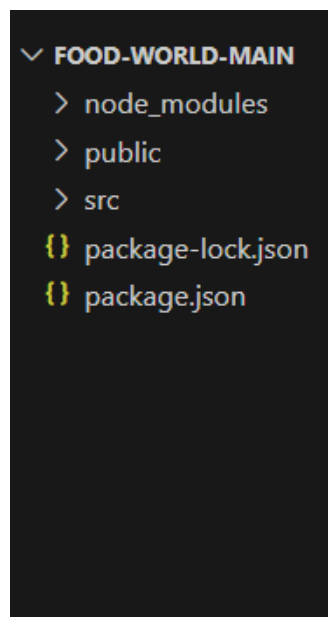 FOOD-WORLD-MAIN
node_modules
public
src
{} package-lock.json
{} package.json